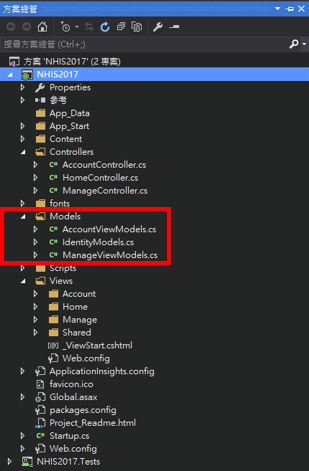 方案總管
搜尋方案總管 (Ctrl+;)
方案 'NHIS2017' (2 專案)
NHIS2017
Properties
參考
App_Data
App_Start
Content
Controllers
AccountController.cs
HomeController.cs
ManageController.cs
fonts
Models
AccountViewModels.cs
IdentityModels.cs
ManageViewModels.cs
Scripts
Views
Account
Home
Manage
Shared
_ViewStart.cshtml
Web.config
ApplicationInsights.config
favicon.ico
Global.asax
packages.config
Project_Readme.html
Startup.cs
Web.config
NHIS2017.Tests